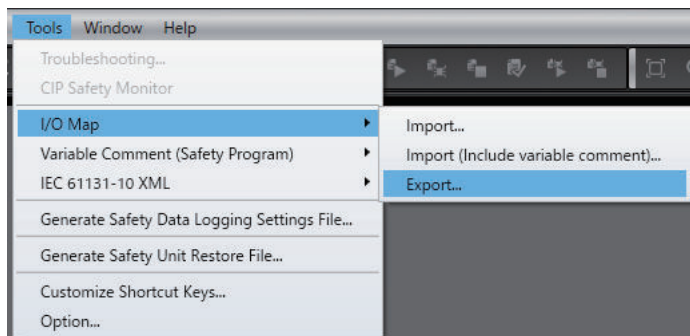 Tools Window Help
Troubleshooting...
CIP Safety Monitor
I/O Map
Import...
Variable Comment (Safety Program)
Import (Include variable comment)...
IEC 61131-10 XML
Export...
Generate Safety Data Logging Settings File...
Generate Safety Unit Restore File...
Customize Shortcut Keys...
Option...